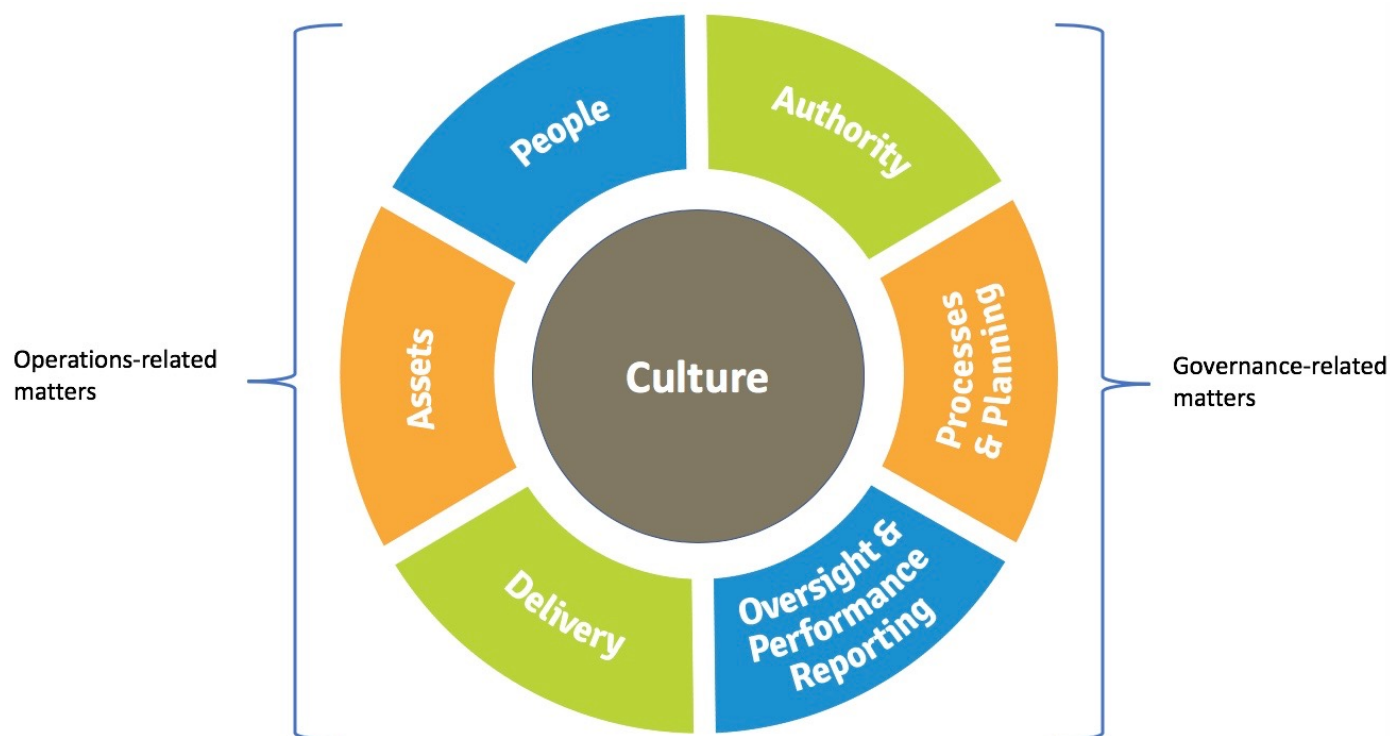 People
Authority
Assets
Culture
Processes
& Planning
Delivery
Oversight &
Performance
Reporting
Operations-related
matters
Governance-related
matters